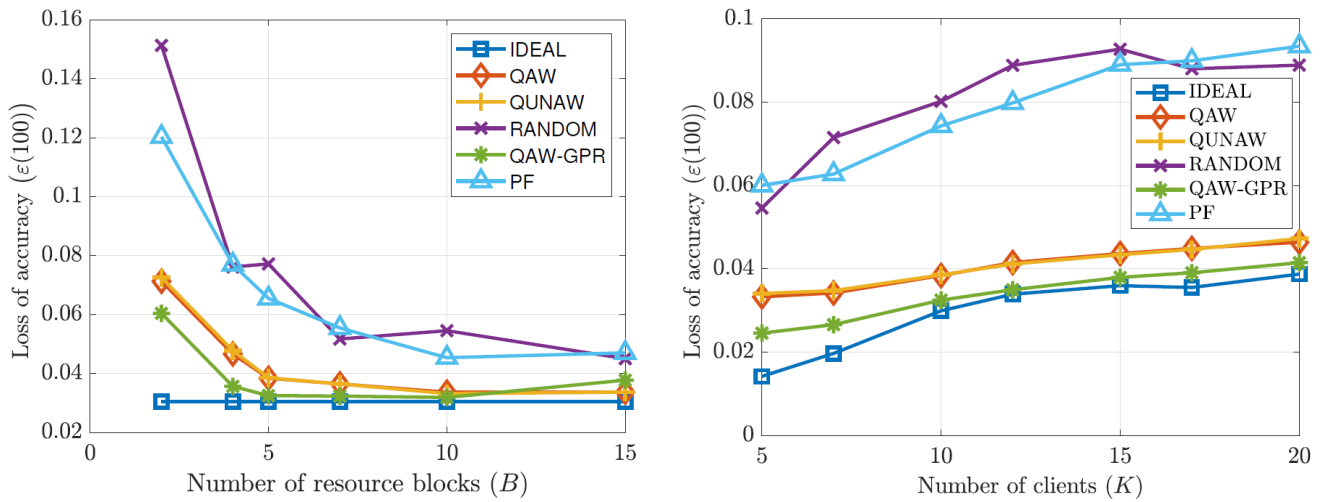 0.16
0.14
0.12
0.1
0.08
0.06
0.04
0.02
0
5
10
15
Loss of accuracy (ε(100))
Number of resource blocks (B)
IDEAL
QAW
QUNAW
RANDOM
QAW-GPR
PF
0.1
0.08
0.06
0.04
0.02
0
5
10
15
20
Loss of accuracy (ε(100))
Number of clients (K)
IDEAL
QAW
QUNAW
RANDOM
QAW-GPR
PF